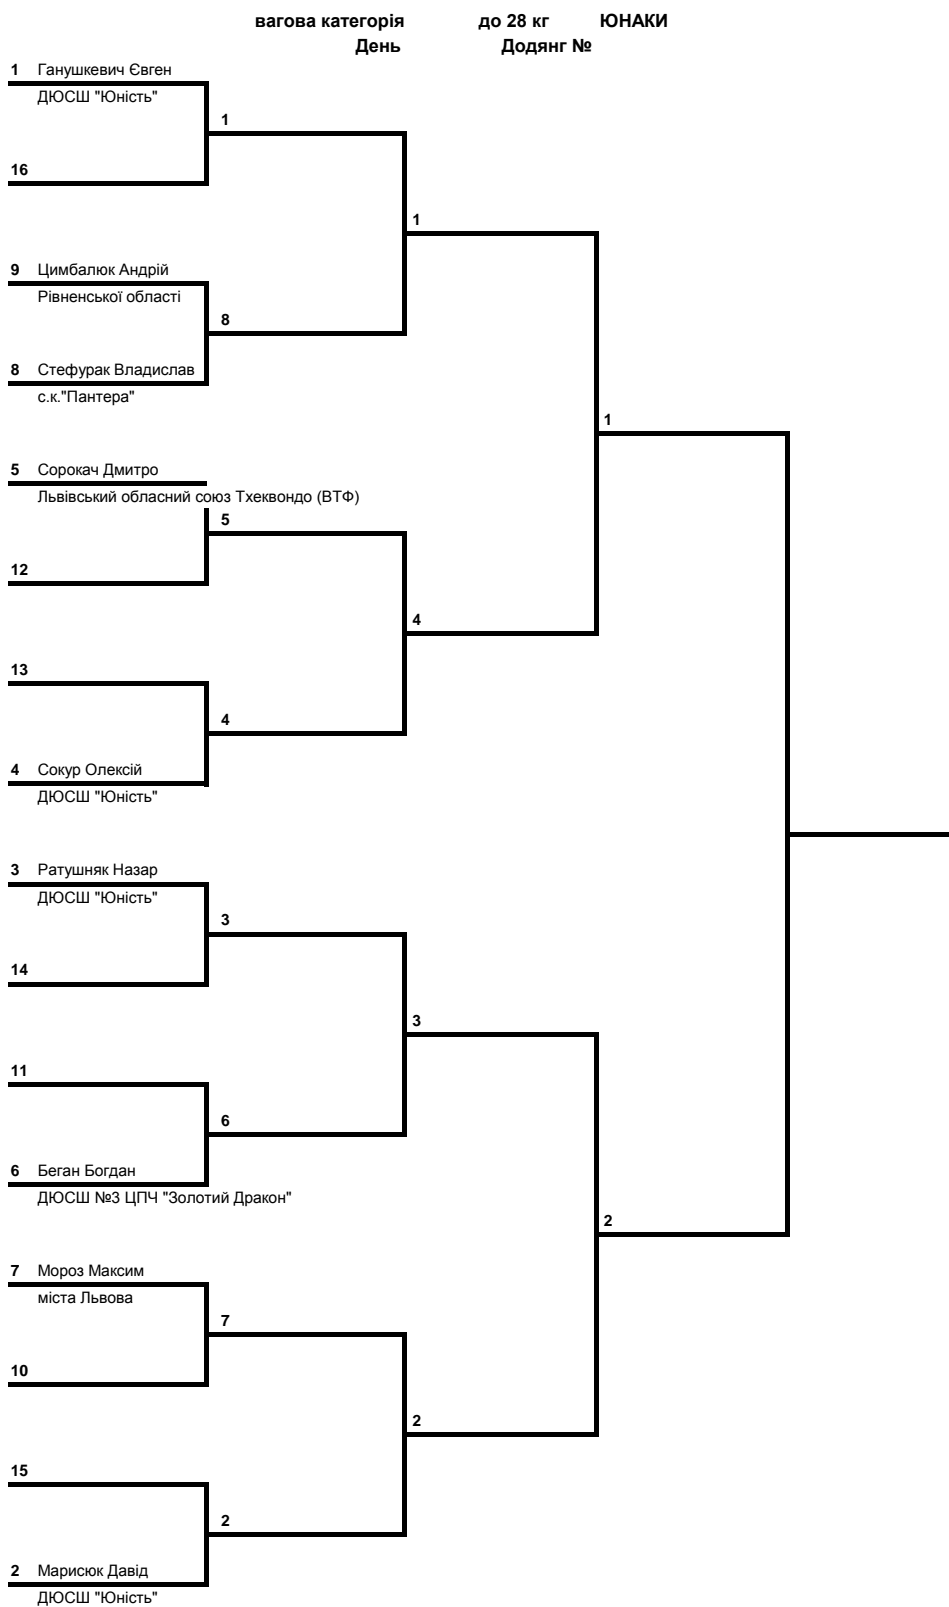 вагова категорія до 28 кг ЮНАКИ
День Додянг №
1 Ганушкевич Євген
ДЮСШ "Юність"
1
16
1
9 Цимбалюк Андрій
Рівненської області
8
8 Стефурак Владислав
с.к."Пантера"
1
5 Сорокач Дмитро
Львівський обласний союз Тхеквондо (ВТФ)
5
12
4
13
4
4 Сокур Олексій
ДЮСШ "Юність"
3 Ратушняк Назар
ДЮСШ "Юність"
3
14
3
11
6
6 Беган Богдан
ДЮСШ №3 ЦПЧ "Золотий Дракон"
2
7 Мороз Максим
міста Львова
7
10
2
15
2
2 Марисюк Давід
ДЮСШ "Юність"